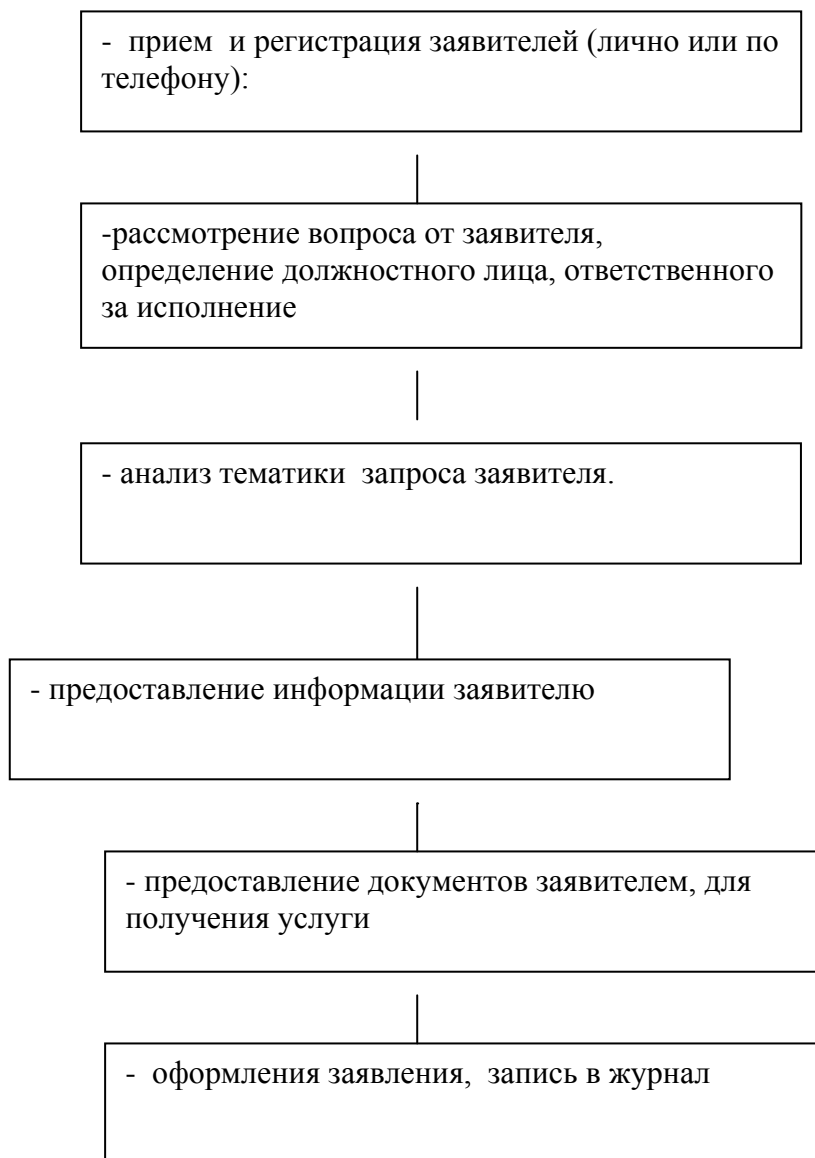 - прием и регистрация заявителей (лично или по
телефону):
-рассмотрение вопроса от заявителя,
определение должностного лица, ответственного
за исполнение
- анализ тематики запроса заявителя.
- предоставление информации заявителю
- предоставление документов заявителем, для
получения услуги
- оформления заявления, запись в журнал